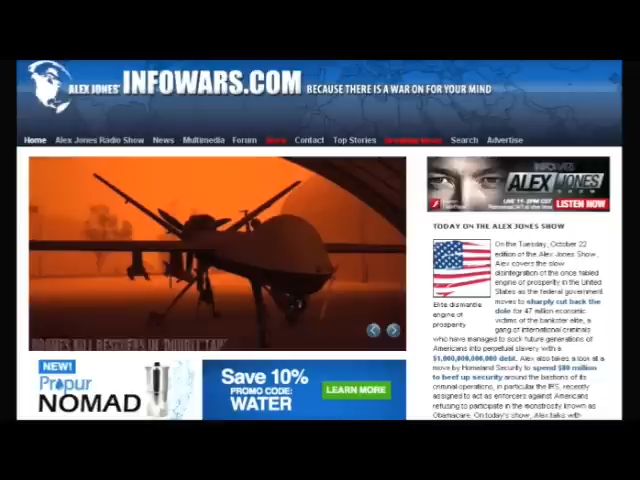 ALEX JONES' INFOWARS.COM BECAUSE THERE IS A WAR ON FOR YOUR MIND
Home Alex Jones Radio Show News Multimedia Forum Contact Top Stories Search Advertise
INFOWARS
ALEX JONES
LISTEN NOW
DRONES KILL RESCUERS IN 'DOUBLE TAP'
TODAY ON THE ALEX JONES SHOW
On the Tuesday, October 22
edition of the Alex Jones Show,
Alex covers the slow
disintegration of the once fabled
engine of prosperity in the United
States as the federal government
moves to sharply cut back the
dole for 47 million economic
victims of the bankster elite, a
gang of international criminals
Elite dismantle
engine of
prosperity
who have managed to sock future generations of
Americans into perpetual slavery with a
debt. Alex also takes a look at a
move by Homeland Security to spend $80 million
to beef up security around the bastions of its
criminal operations, in particular the IRS, recently
assigned to act as enforcers against Americans
refusing to participate in the monstrosity known as
Obamacare. On today's show, Alex talks with
NEW!
Propur
NOMAD
Save 10%
PROMO CODE:
WATER
LEARN MORE